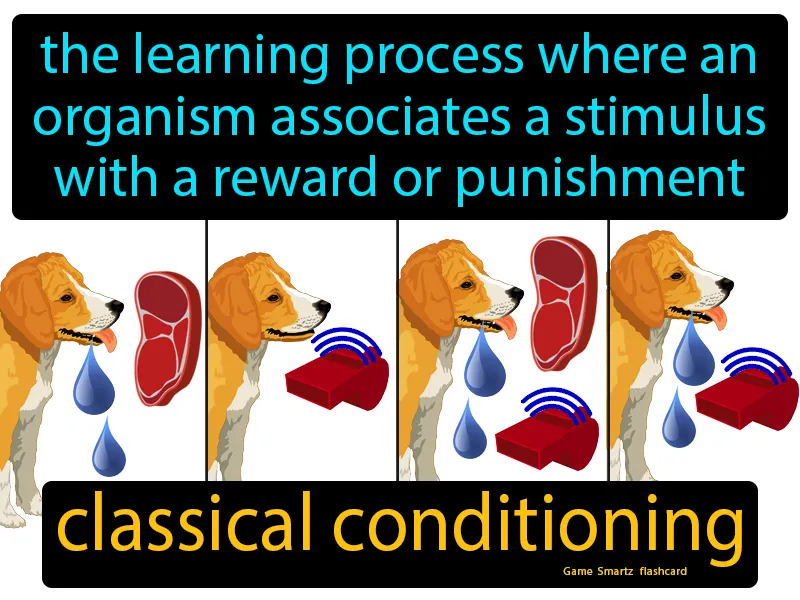 the learning process where an
organism associates a stimulus
with a reward or punishment
classical conditioning
Game Smartz flashcard